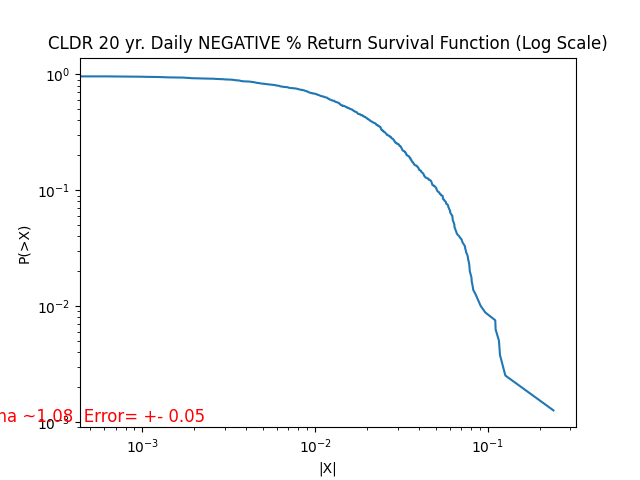 CLDR 20 yr. Daily NEGATIVE % Return Survival Function (Log Scale)
10⁰
10⁻¹
P(>X)
10⁻²
10⁻³
na ~1.08 Error= +- 0.05
10⁻³ 10⁻² 10⁻¹
|X|